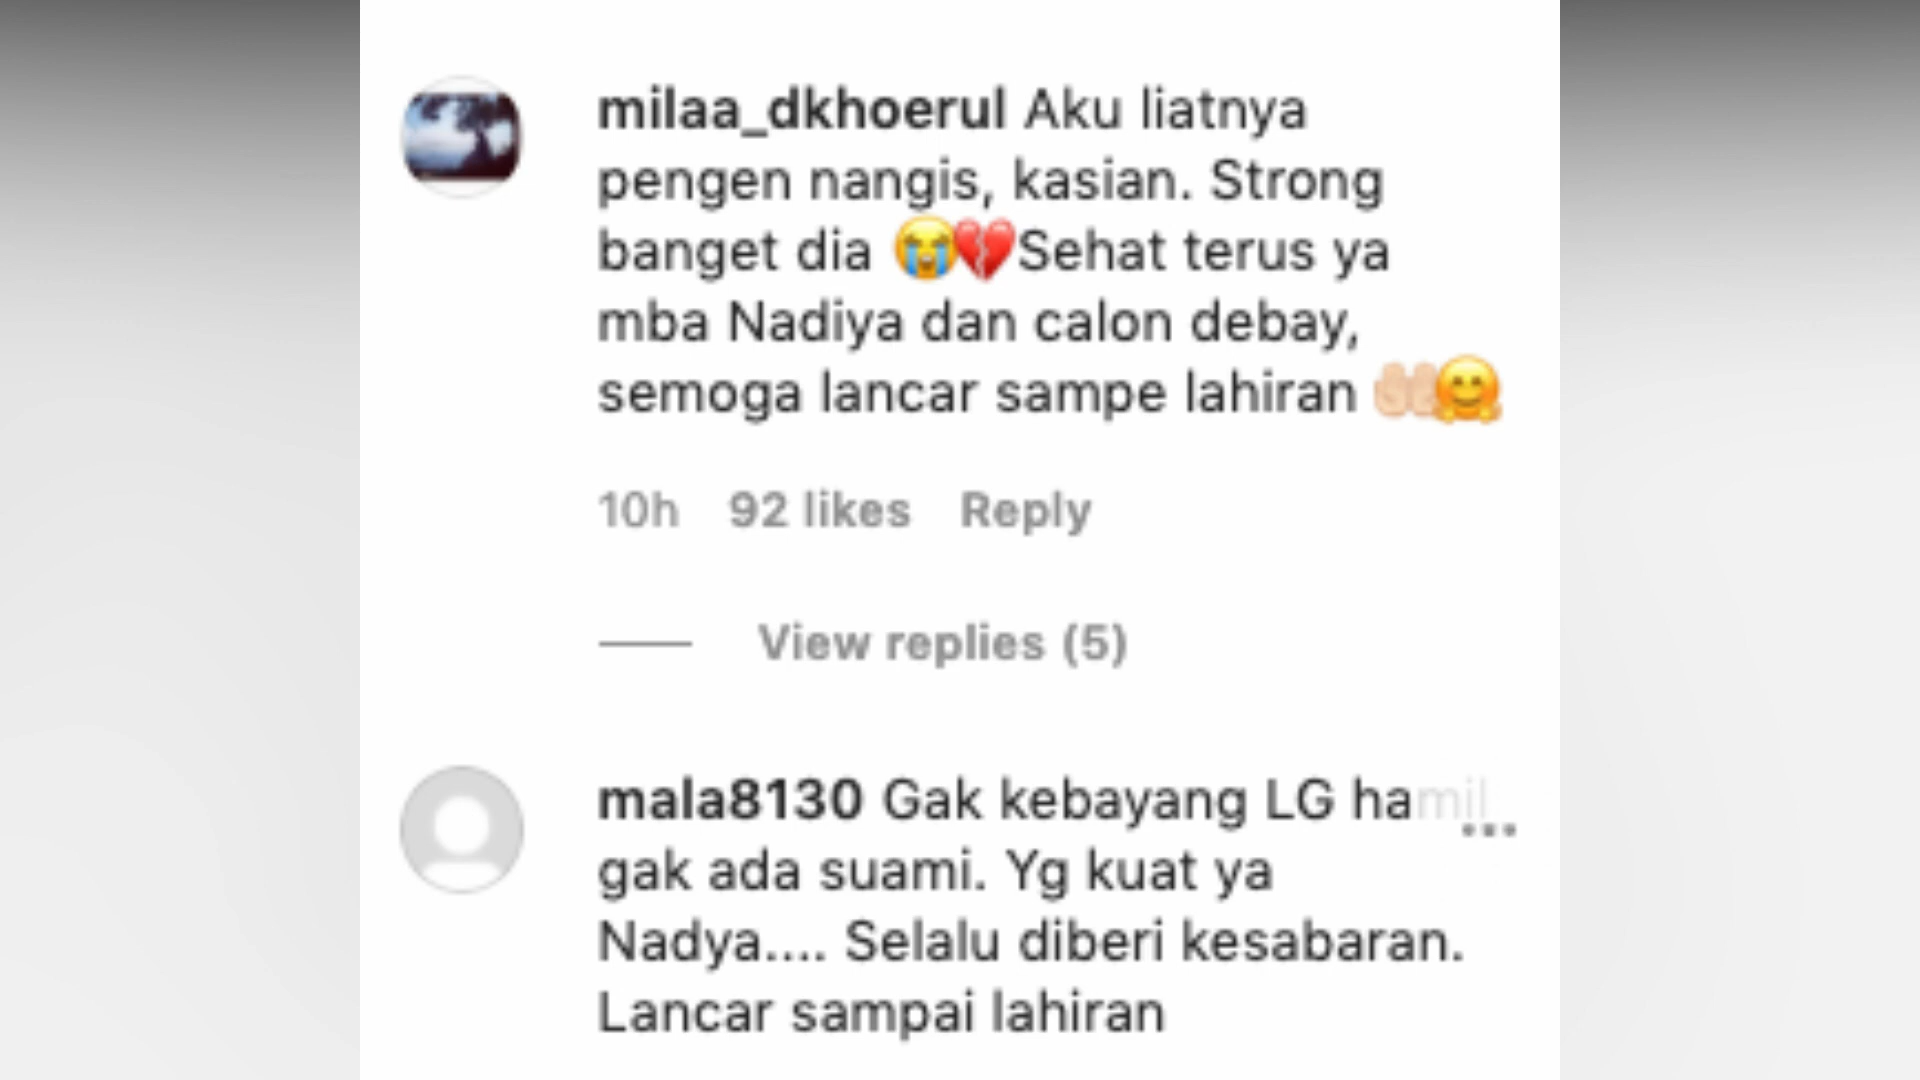 milaa_dkhoerul Aku liatnya
pengen nangis, kasian. Strong
banget dia 😭💔Sehat terus ya
mba Nadiya dan calon debay,
semoga lancar sampe lahiran 🤲🏻🤗
10h 92 likes Reply
View replies (5)
mala8130 Gak kebayang LG hamil
gak ada suami. Yg kuat ya
Nadya.... Selalu diberi kesabaran.
Lancar sampai lahiran